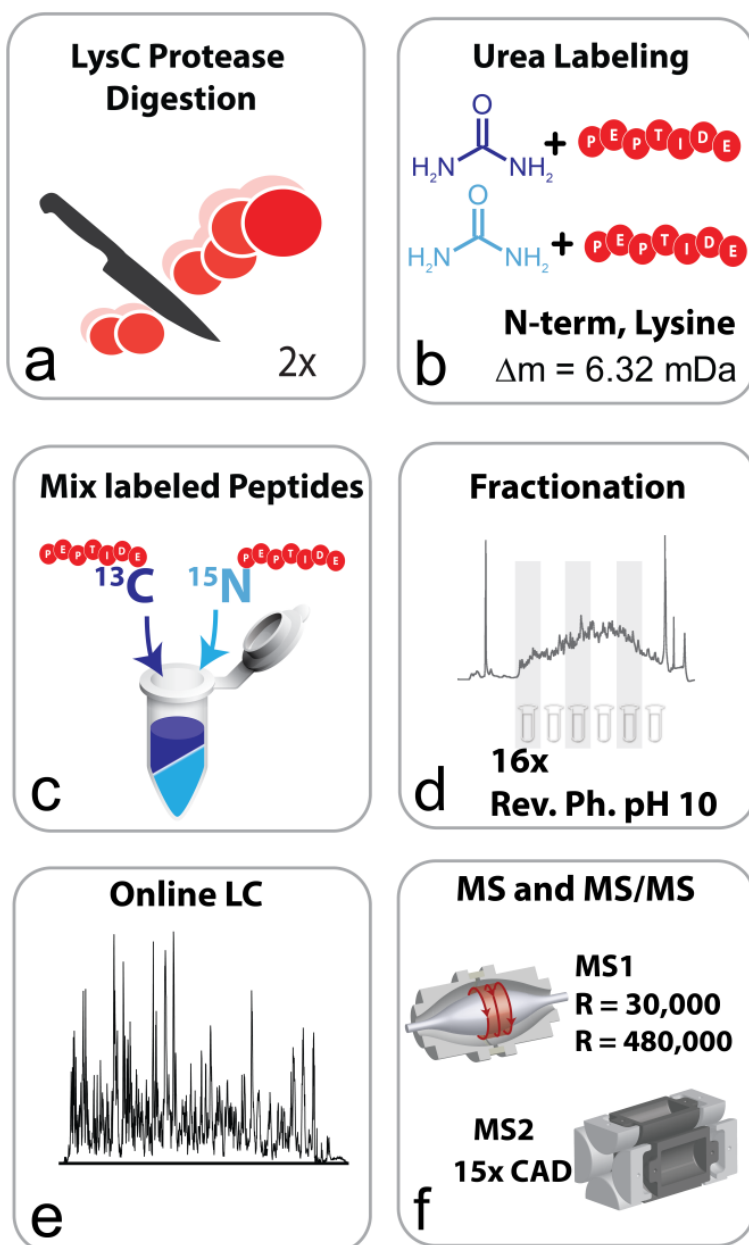 LysC Protease
Digestion
2x
a
Urea Labeling
O
H₂N NH₂
+
PEPTIDE
O
H₂N NH₂
+
PEPTIDE
N-term, Lysine
Δm = 6.32 mDa
b
Mix labeled Peptides
PEPTIDE
PEPTIDE
¹³C
¹⁵N
c
Fractionation
16x
Rev. Ph. pH 10
d
Online LC
e
MS and MS/MS
MS1
R = 30,000
R = 480,000
MS2
15x CAD
f